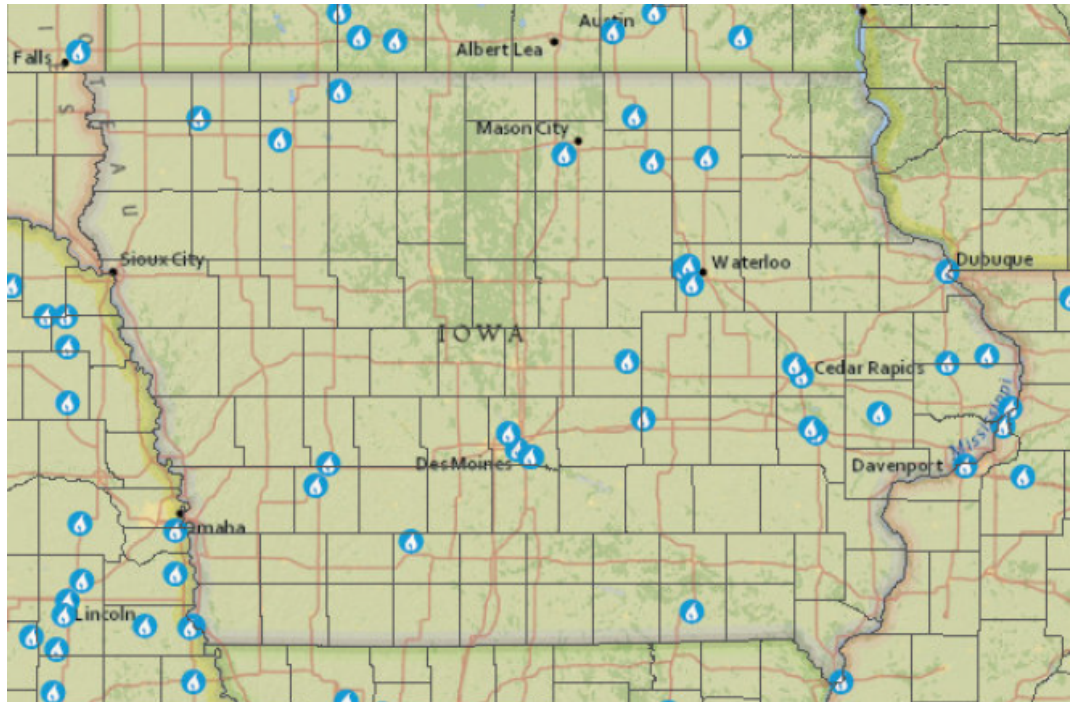 Austin
Albert Lea
Falls
Mason City
Sioux City
Waterloo
Dubuque
IOWA
Cedar Rapids
Des Moines
Davenport
Mississippi
Omaha
Lincoln